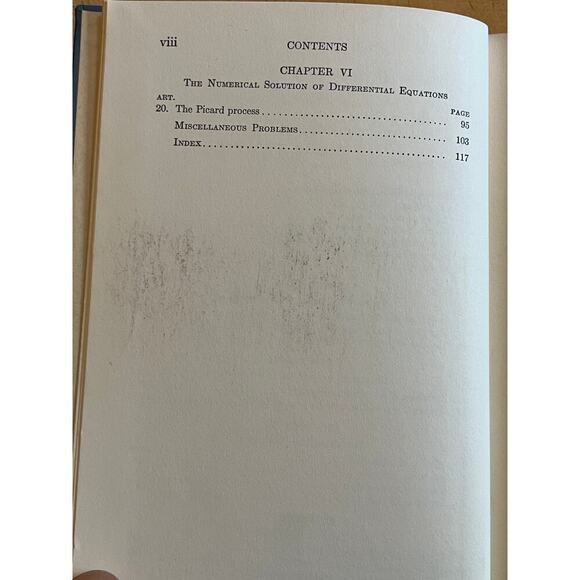 viii CONTENTS
CHAPTER VI
The Numerical Solution of Differential Equations
ART. PAGE
20. The Picard process........................................ 95
Miscellaneous Problems.................................... 103
Index.................................................. 117